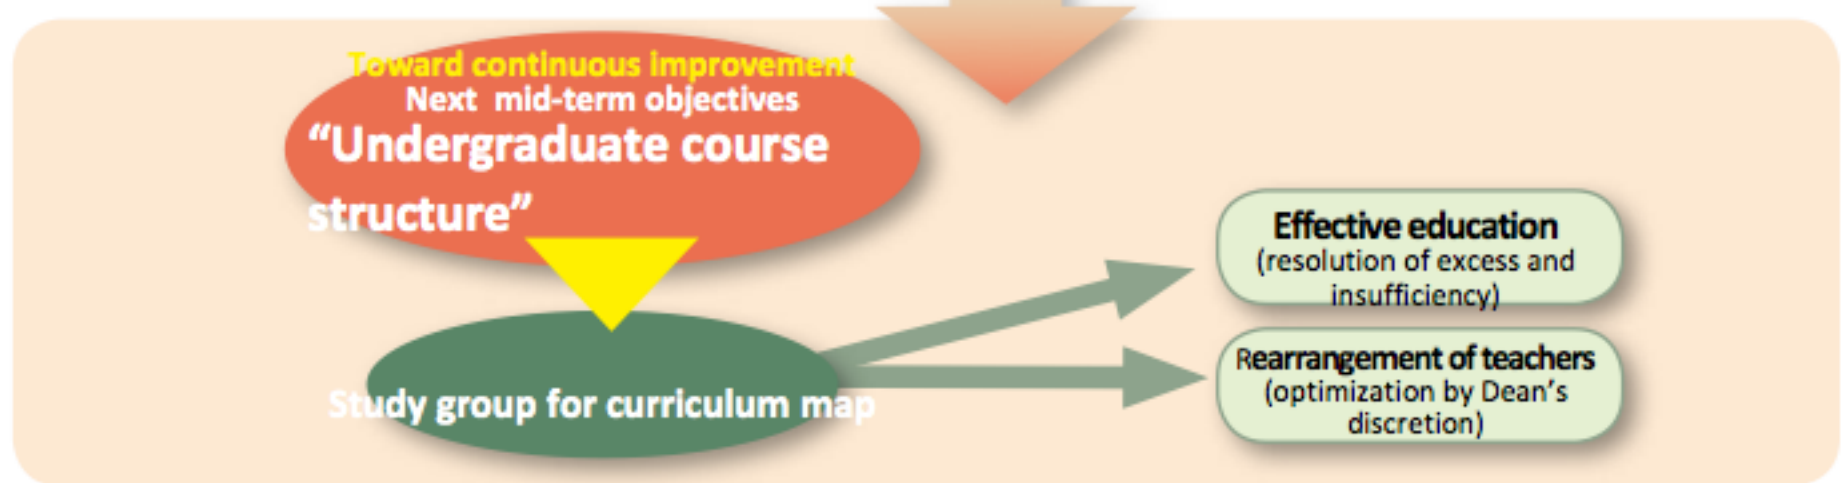 Toward continuous improvement
Next mid-term objectives
“Undergraduate course
structure”
Study group for curriculum map
Effective education
(resolution of excess and
insufficiency)
Rearrangement of teachers
(optimization by Dean’s
discretion)